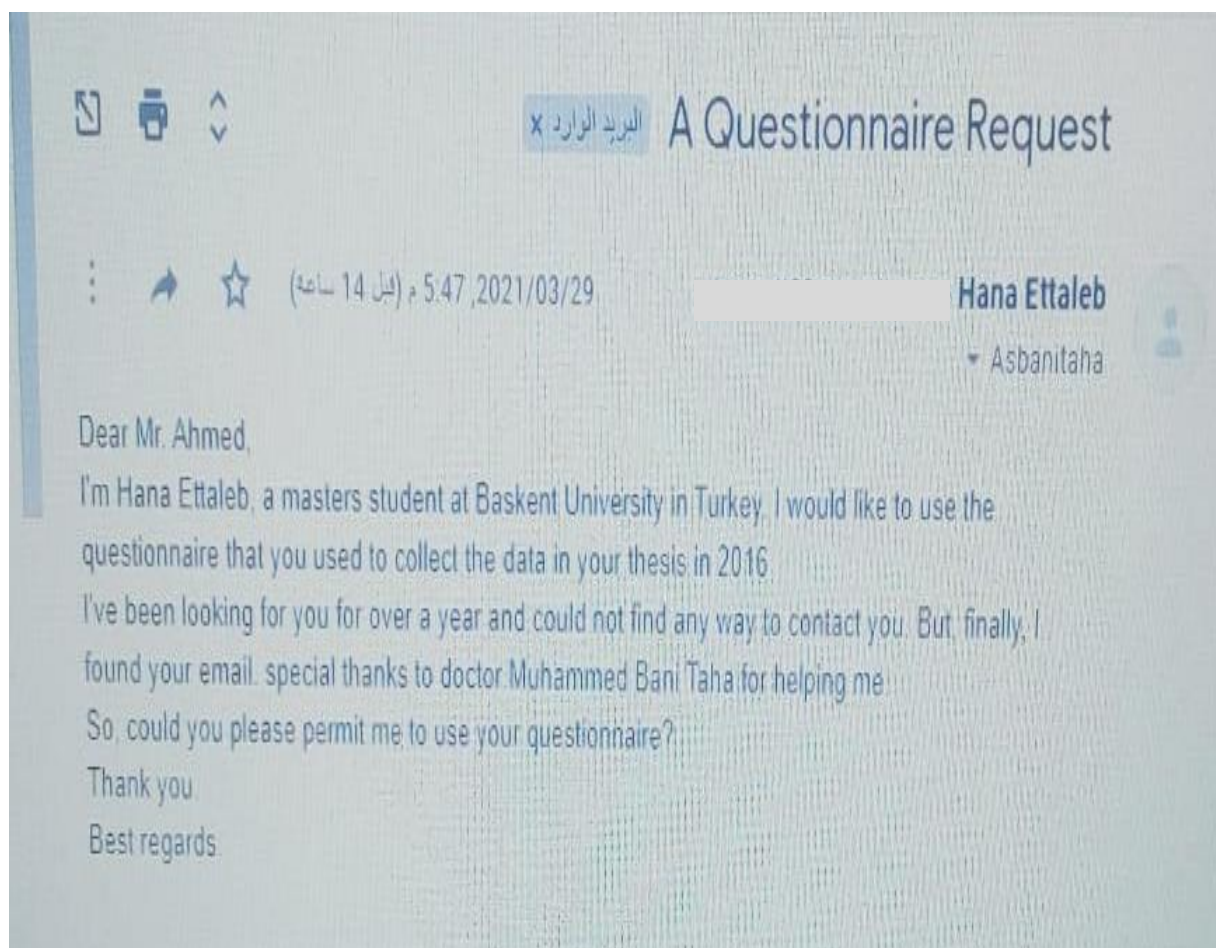 A Questionnaire Request البريد الوارد x
Hana Ettaleb
5:47 ,2021/03/29 م (قبل 14 ساعة)
Asbanitaha
Dear Mr. Ahmed,
I'm Hana Ettaleb, a masters student at Baskent University in Turkey. I would like to use the
questionnaire that you used to collect the data in your thesis in 2016.
I've been looking for you for over a year and could not find any way to contact you. But, finally, I
found your email. special thanks to doctor Muhammed Bani Taha for helping me.
So, could you please permit me to use your questionnaire?
Thank you.
Best regards.